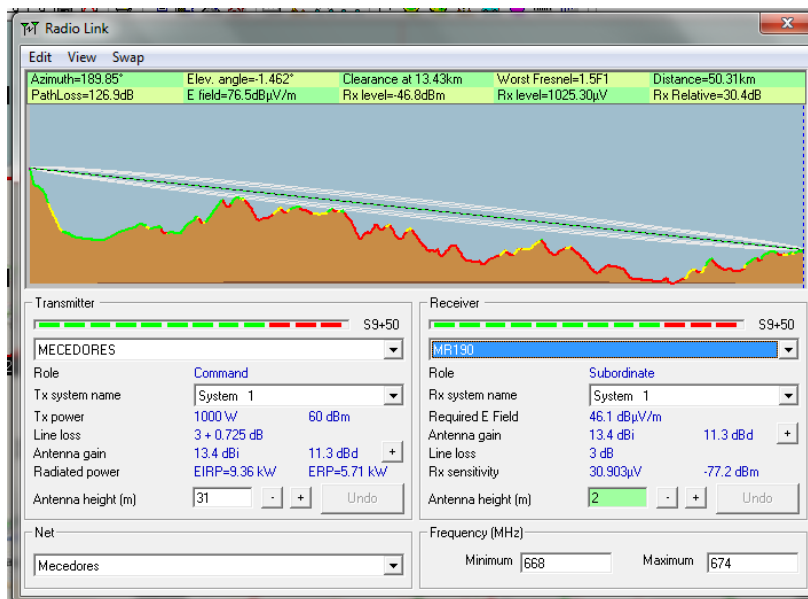 Radio Link
Edit View Swap
Azimuth=189.85° Elev. angle=-1.462° Clearance at 13.43km Worst Fresnel=1.5F1 Distance=50.31km
PathLoss=126.9dB E field=76.5dBµV/m Rx level=-46.8dBm Rx level=1025.30µV Rx Relative=30.4dB
Transmitter
S9+50
MECEDORES
Role Command
Tx system name System 1
Tx power 1000 W 60 dBm
Line loss 3 + 0.725 dB
Antenna gain 13.4 dBi 11.3 dBd +
Radiated power EIRP=9.36 kW ERP=5.71 kW
Antenna height (m) 31 - + Undo
Net
Mecedores
Receiver
S9+50
MR190
Role Subordinate
Rx system name System 1
Required E Field 46.1 dBµV/m
Antenna gain 13.4 dBi 11.3 dBd +
Line loss 3 dB
Rx sensitivity 30.903µV -77.2 dBm
Antenna height (m) 2 - + Undo
Frequency (MHz)
Minimum 668 Maximum 674